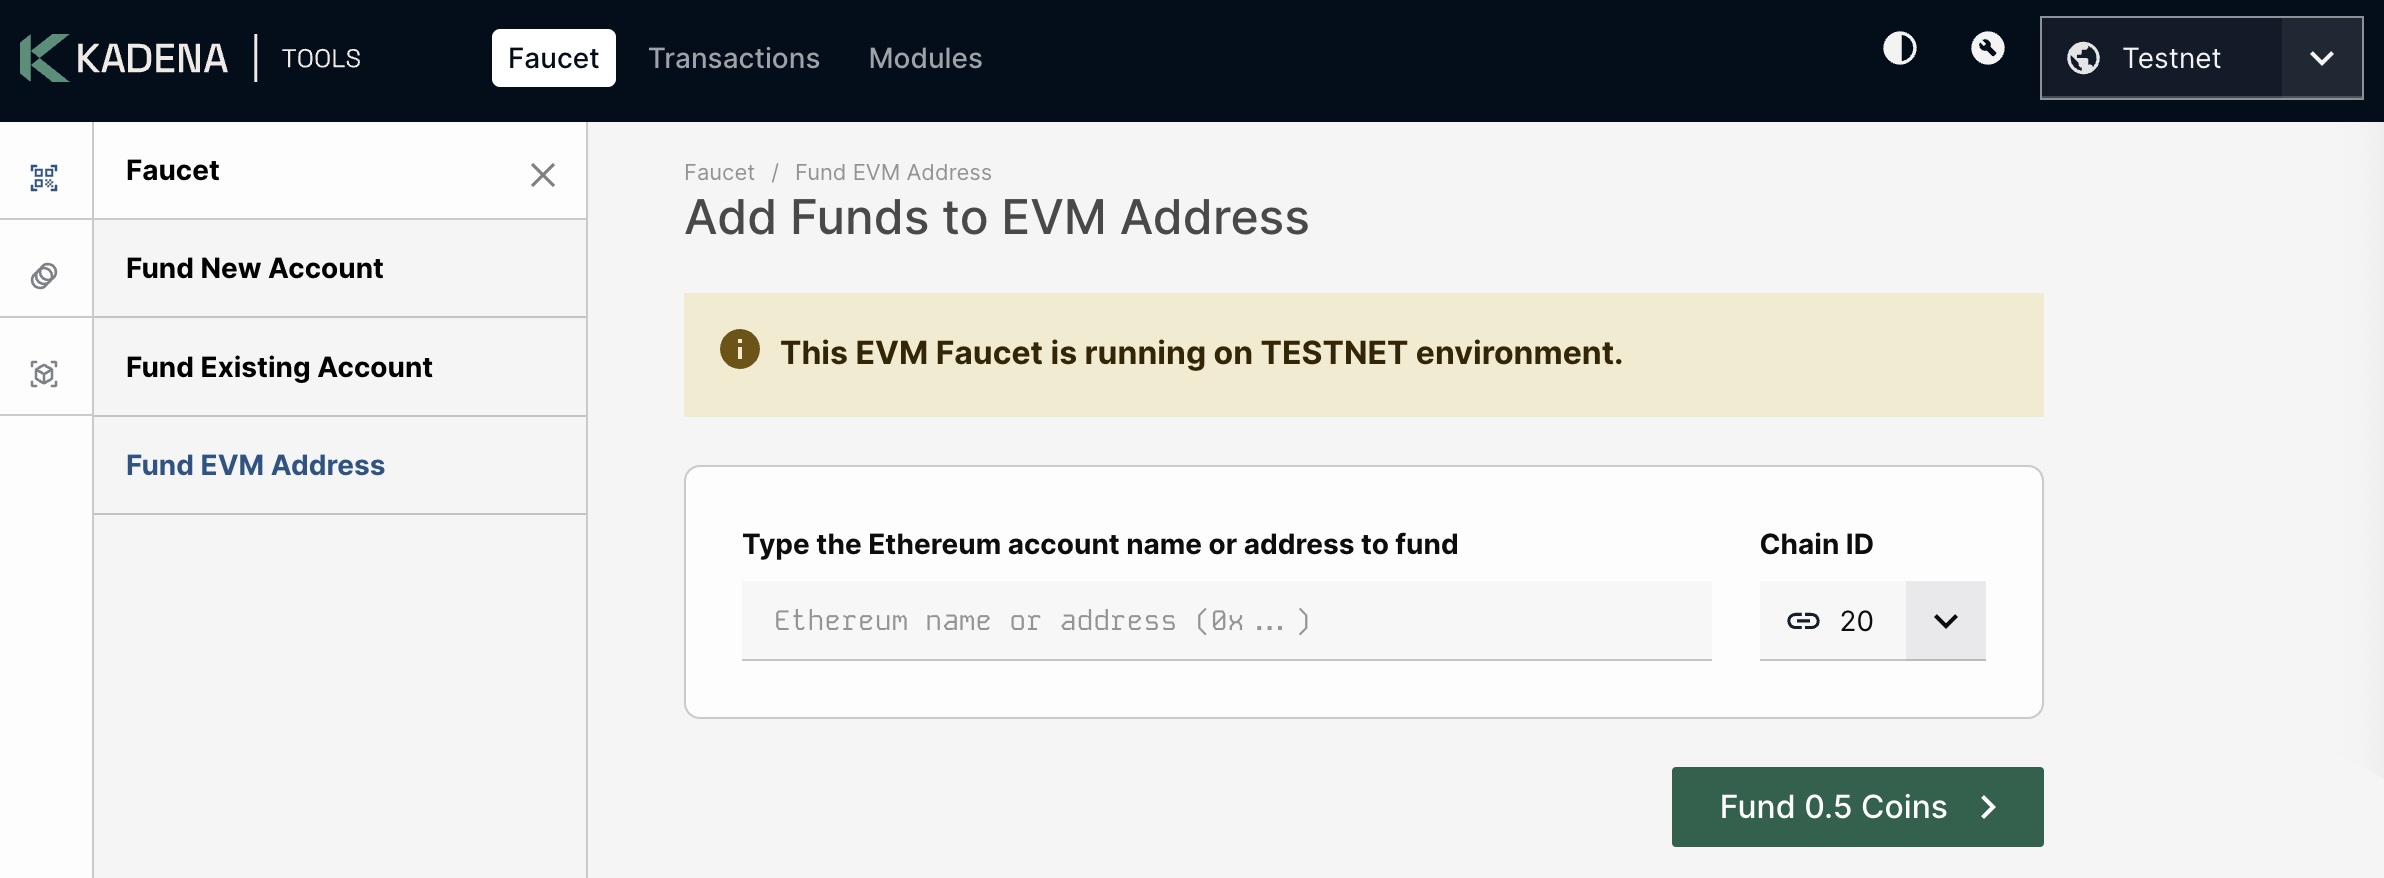 KADENA | TOOLS
Faucet
Transactions
Modules
Testnet
Faucet
Fund New Account
Fund Existing Account
Fund EVM Address
Faucet / Fund EVM Address
Add Funds to EVM Address
This EVM Faucet is running on TESTNET environment.
Type the Ethereum account name or address to fund
Ethereum name or address (0x...)
Chain ID
20
Fund 0.5 Coins